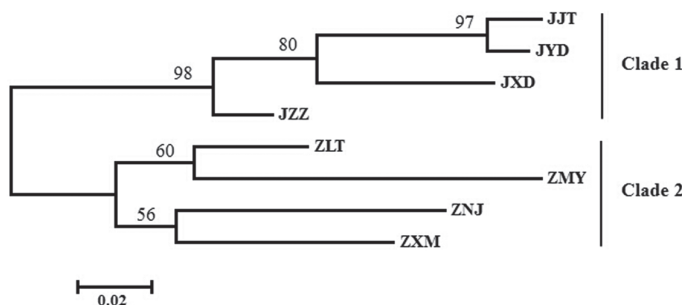 97
JJT
80
JYD
98
Clade 1
JXD
JZZ
60
ZLT
ZMY
Clade 2
56
ZNJ
ZXM
0.02